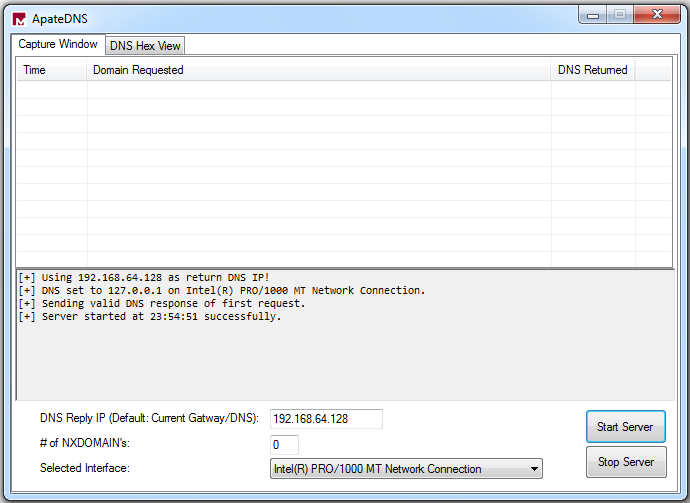 ApateDNS
Capture Window DNS Hex View
Time Domain Requested DNS Returned
[+] Using 192.168.64.128 as return DNS IP!
[+] DNS set to 127.0.0.1 on Intel(R) PRO/1000 MT Network Connection.
[+] Sending valid DNS response of first request.
[+] Server started at 23:54:51 successfully.
DNS Reply IP (Default: Current Gatway/DNS): 192.168.64.128
# of NXDOMAIN's: 0
Selected Interface: Intel(R) PRO/1000 MT Network Connection
Start Server
Stop Server